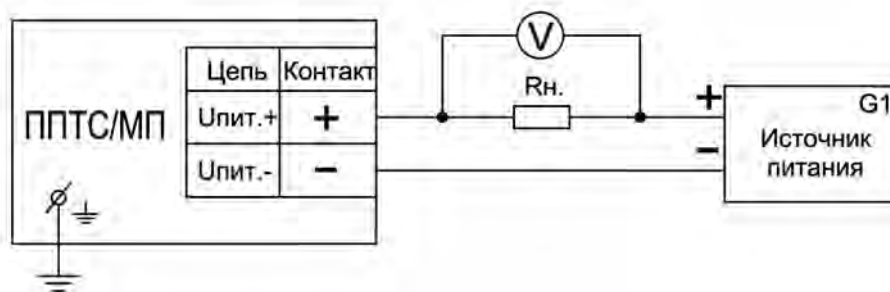 V
Цепь Контакт
Rн.
ППТС/МП
Uпит.+ +
+ G1
Источник
питания
Uпит.- −
−